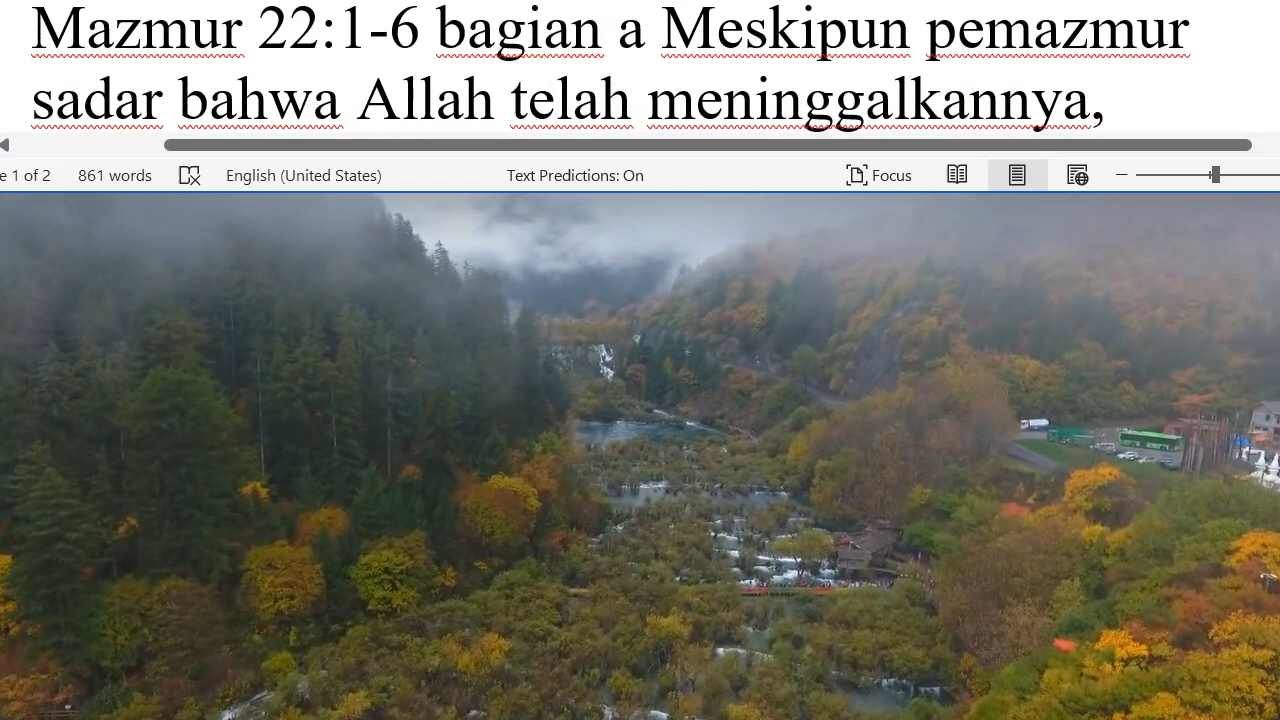 Mazmur 22:1-6 bagian a Meskipun pemazmur
sadar bahwa Allah telah meninggalkannya,
e 1 of 2 861 words English (United States) Text Predictions: On Focus